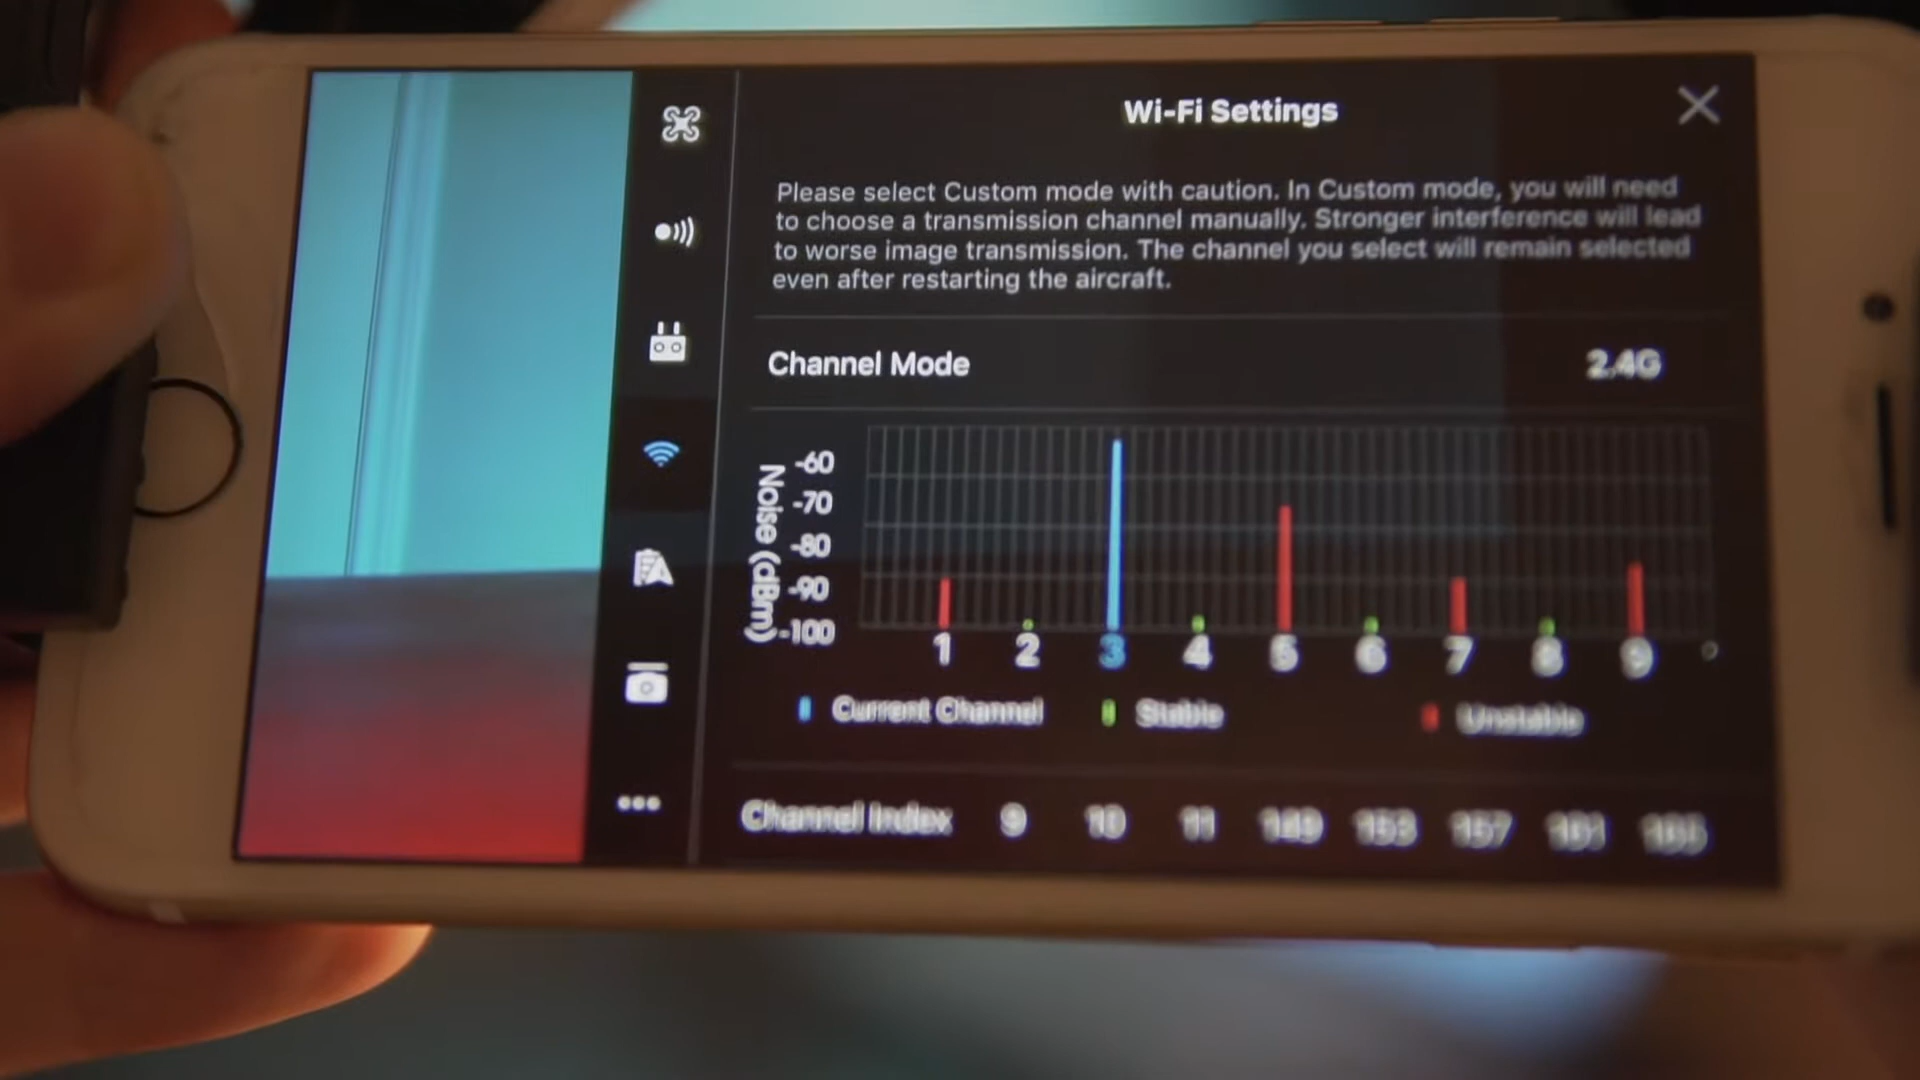 Wi-Fi Settings
Please select Custom mode with caution. In Custom mode, you will need
to choose a transmission channel manually. Stronger interference will lead
to worse image transmission. The channel you select will remain selected
even after restarting the aircraft.
Channel Mode 2.4G
Noise (dBm)
-60
-70
-80
-90
-100
1 2 3 4 5 6 7 8 9
Current Channel Stable Unstable
Channel Index 9 10 11 149 153 157 161 165